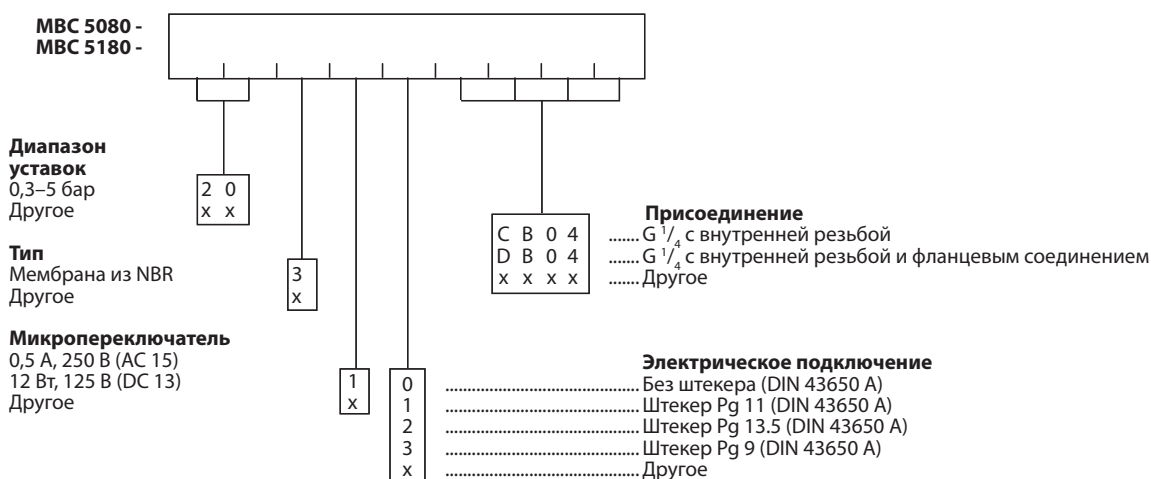 MBC 5080 -
MBC 5180 -
Диапазон
уставок
0,3–5 бар
Другое
2 0
x x
Присоединение
C B 0 4 ....... G 1/4 с внутренней резьбой
D B 0 4 ....... G 1/4 с внутренней резьбой и фланцевым соединением
x x x x ....... Другое
Тип
Мембрана из NBR
Другое
3
x
Микропереключатель
0,5 А, 250 В (AC 15)
12 Вт, 125 В (DC 13)
Другое
1
x
Электрическое подключение
0 ....................................... Без штекера (DIN 43650 A)
1 ....................................... Штекер Pg 11 (DIN 43650 A)
2 ....................................... Штекер Pg 13.5 (DIN 43650 A)
3 ....................................... Штекер Pg 9 (DIN 43650 A)
x ....................................... Другое